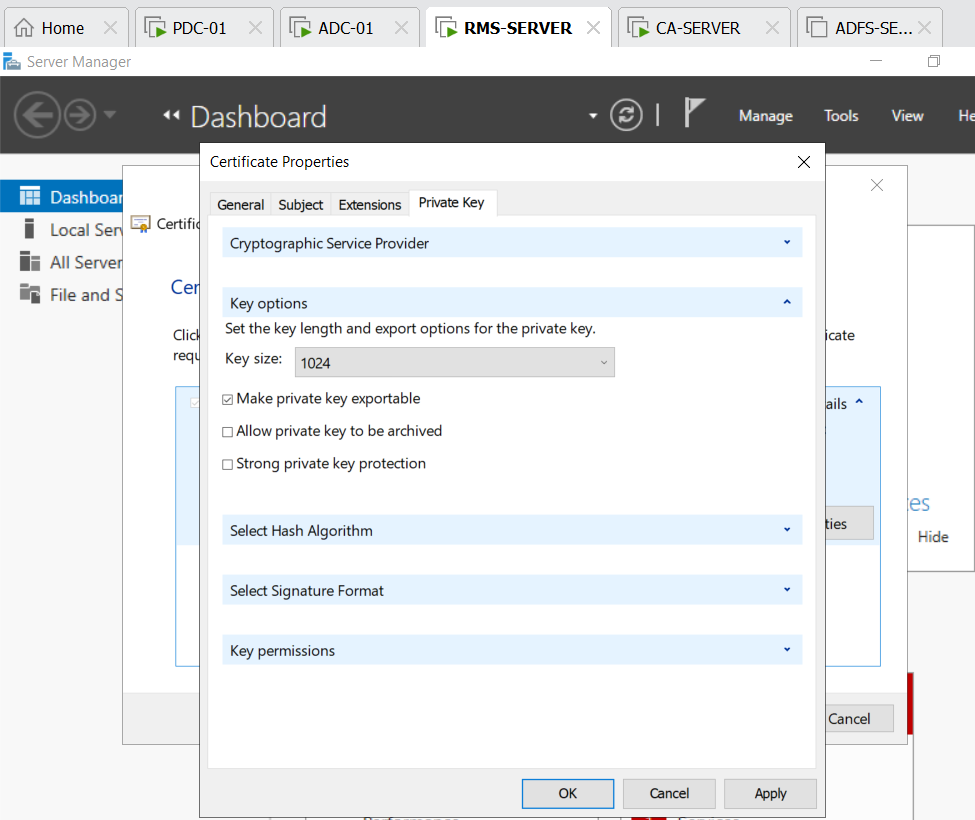 Home PDC-01 ADC-01 RMS-SERVER CA-SERVER ADFS-SE...
Server Manager
Dashboard Manage Tools View He
Certificate Properties
Dashboar
Local Serv
All Server
File and S
Certific
Cer
Click
requ
General Subject Extensions Private Key
Cryptographic Service Provider
Key options
Set the key length and export options for the private key.
icate
Key size: 1024
Make private key exportable
ails
Allow private key to be archived
Strong private key protection
ces
Select Hash Algorithm
ties
Hide
Select Signature Format
Key permissions
Cancel
OK Cancel Apply